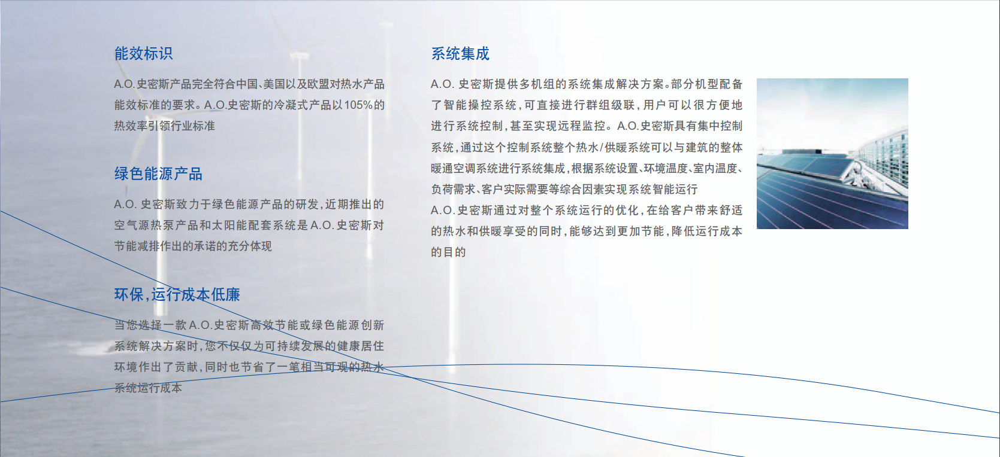 能效标识
A.O.史密斯产品完全符合中国、美国以及欧盟对热水产品
能效标准的要求。A.O.史密斯的冷凝式产品以105%的
热效率引领行业标准
绿色能源产品
A.O. 史密斯致力于绿色能源产品的研发,近期推出的
空气源热泵产品和太阳能配套系统是A.O.史密斯对
节能减排作出的承诺的充分体现
环保,运行成本低廉
当您选择一款A.O.史密斯高效节能或绿色能源创新
系统解决方案时,您不仅仅为可持续发展的健康居住
环境作出了贡献,同时也节省了一笔相当可观的热水
系统运行成本
系统集成
A.O. 史密斯提供多机组的系统集成解决方案。部分机型配备
了智能操控系统,可直接进行群组级联,用户可以很方便地
进行系统控制,甚至实现远程监控。A.O.史密斯具有集中控制
系统,通过这个控制系统整个热水/供暖系统可以与建筑的整体
暖通空调系统进行系统集成,根据系统设置、环境温度、室内温度、
负荷需求、客户实际需要等综合因素实现系统智能运行
A.O.史密斯通过对整个系统运行的优化,在给客户带来舒适
的热水和供暖享受的同时,能够达到更加节能,降低运行成本
的目的